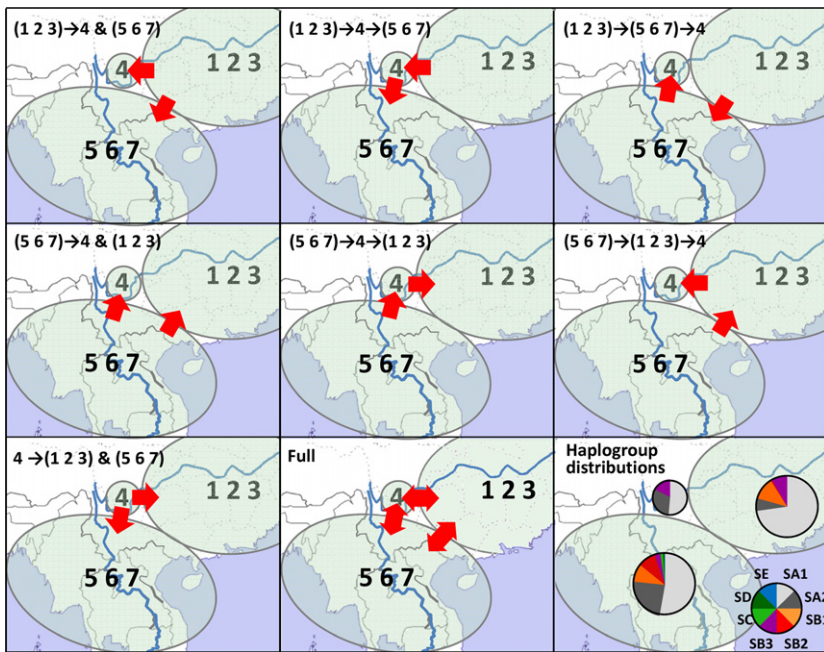 (1 2 3)→4 & (5 6 7)
4
1 2 3
5 6 7
(1 2 3)→4→(5 6 7)
4
1 2 3
5 6 7
(1 2 3)→(5 6 7)→4
4
1 2 3
5 6 7
(5 6 7)→4 & (1 2 3)
4
1 2 3
5 6 7
(5 6 7)→4→(1 2 3)
4
1 2 3
5 6 7
(5 6 7)→(1 2 3)→4
4
1 2 3
5 6 7
4 →(1 2 3) & (5 6 7)
4
1 2 3
5 6 7
Full
4
1 2 3
5 6 7
Haplogroup
distributions
SE SA1
SD SA2
SC SB1
SB3 SB2